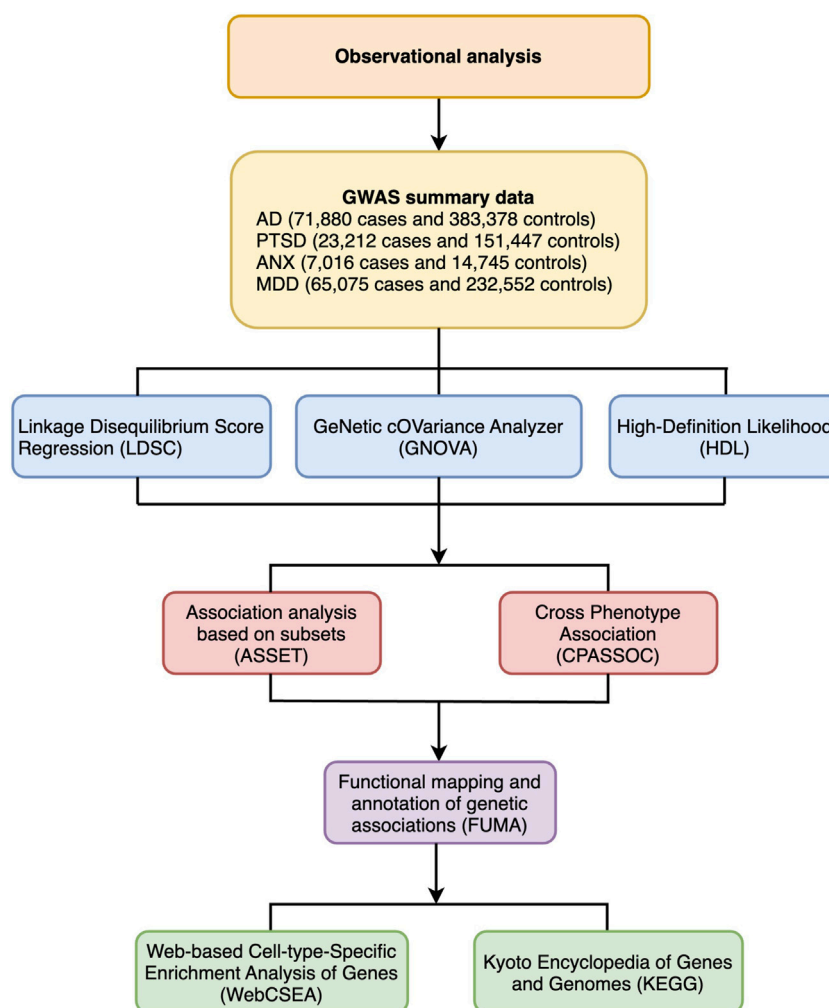 Observational analysis
GWAS summary data
AD (71,880 cases and 383,378 controls)
PTSD (23,212 cases and 151,447 controls)
ANX (7,016 cases and 14,745 controls)
MDD (65,075 cases and 232,552 controls)
Linkage Disequilibrium Score
Regression (LDSC)
GeNetic cOVariance Analyzer
(GNOVA)
High-Definition Likelihood
(HDL)
Association analysis
based on subsets
(ASSET)
Cross Phenotype
Association
(CPASSOC)
Functional mapping and
annotation of genetic
associations (FUMA)
Web-based Cell-type-Specific
Enrichment Analysis of Genes
(WebCSEA)
Kyoto Encyclopedia of Genes
and Genomes (KEGG)